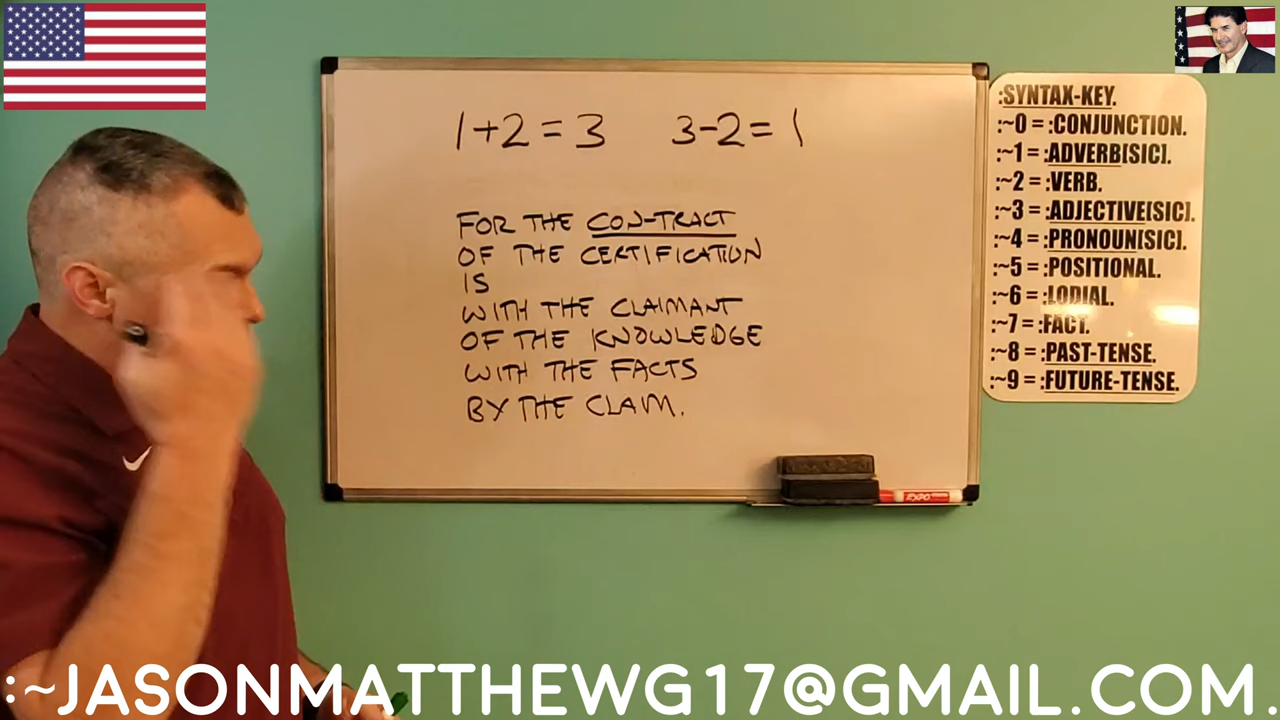 1+2=3 3-2=1
FOR THE CON-TRACT
OF THE CERTIFICATION
IS
WITH THE CLAIMANT
OF THE KNOWLEDGE
WITH THE FACTS
BY THE CLAIM.
:SYNTAX-KEY.
:~0 = :CONJUNCTION.
:~1 = :ADVERB[SIC].
:~2 = :VERB.
:~3 = :ADJECTIVE[SIC].
:~4 = :PRONOUN[SIC].
:~5 = :POSITIONAL.
:~6 = :LODIAL.
:~7 = :FACT.
:~8 = :PAST-TENSE.
:~9 = :FUTURE-TENSE.
EXPO
:~JASONMATTHEWG17@GMAIL.COM.